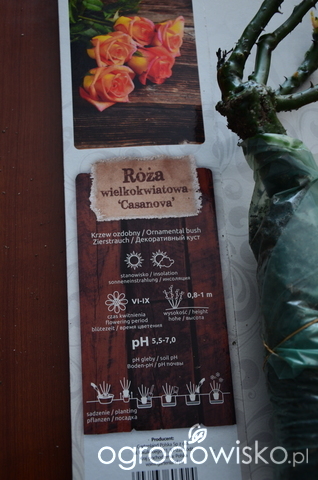 Róża
wielkokwiatowa
'Casanova'
Krzew ozdobny / Ornamental bush
Zierstrauch / Декоративный куст
stanowisko / insolation
sonneneinstrahlung / инсоляция
VI-IX
0,8-1 m
czas kwitnienia
flowering period
blütezeit / время цветения
wysokość / height
hohe / высота
pH 5,5-7,0
pH gleby / soil pH
Boden-pH / pH почвы
sadzenie / planting
pflanzen / посадка
Producent:
ogrodowisko.pl